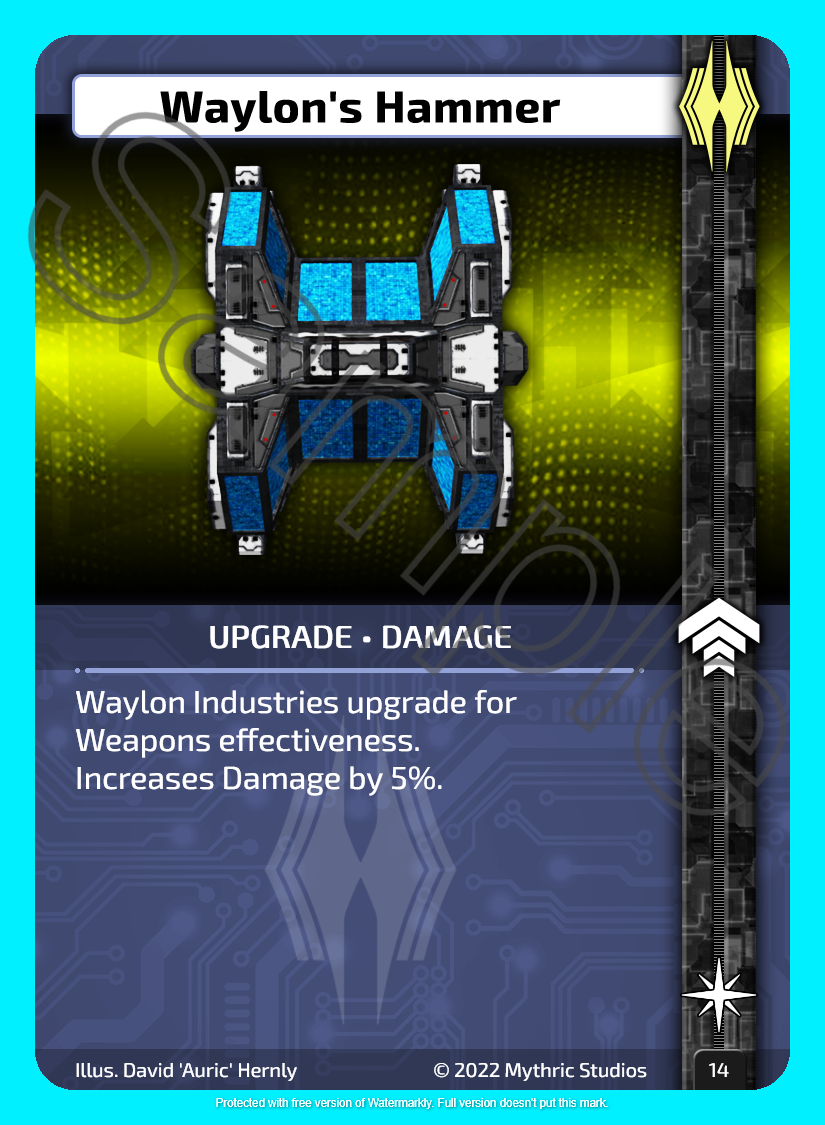 Waylon's Hammer
UPGRADE • DAMAGE
Waylon Industries upgrade for
Weapons effectiveness.
Increases Damage by 5%.
Illus. David 'Auric' Hernly
© 2022 Mythric Studios
14
Sample
Protected with free version of Watermarkly. Full version doesn't put this mark.